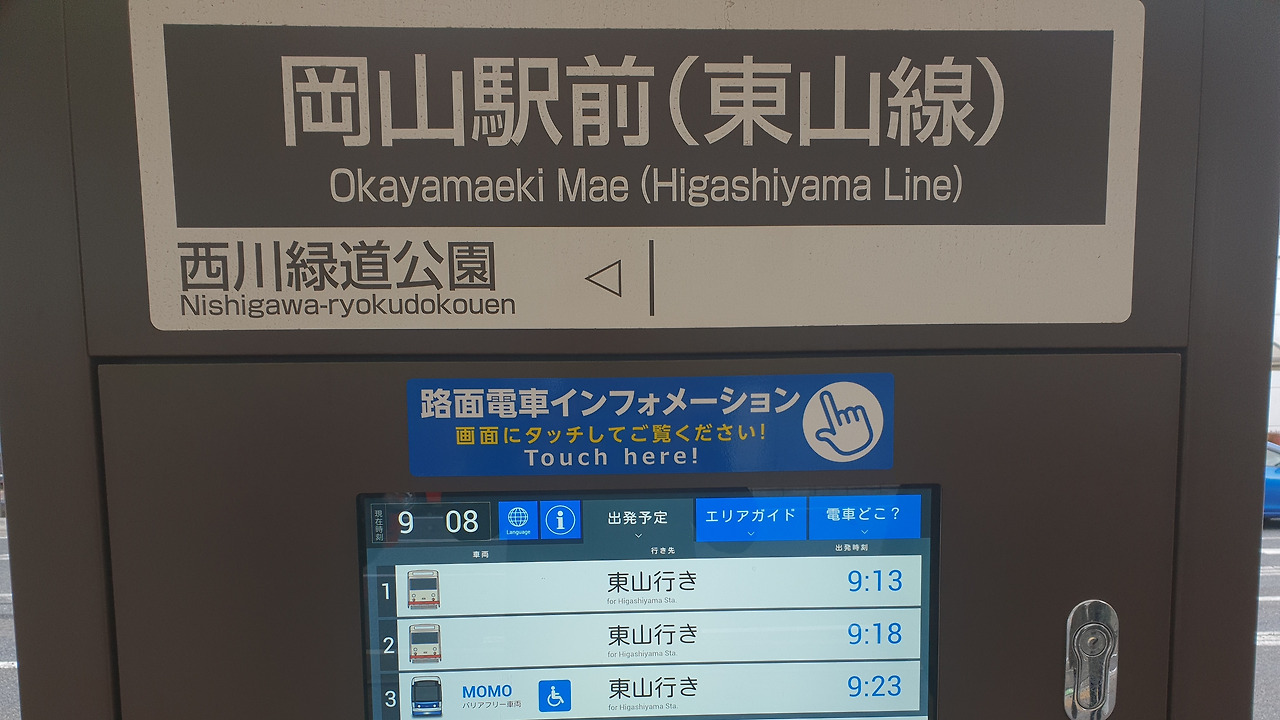 岡山駅前(東山線)
Okayamaeki Mae (Higashiyama Line)
西川緑道公園
Nishigawa-ryokudokouen
路面電車インフォメーション
画面にタッチしてご覧ください!
Touch here!
現在時刻 9 08 Language i 出発予定 エリアガイド 電車どこ?
車両 行き先 出発時刻
1 東山行き 9:13
for Higashiyama Sta.
2 東山行き 9:18
for Higashiyama Sta.
3 MOMO 東山行き 9:23
バリアフリー車両 for Higashiyama Sta.